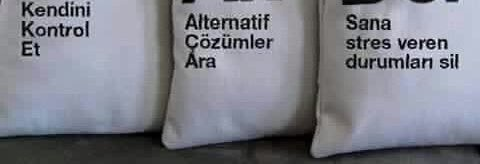 Kendini
Kontrol
Et
Alternatif
Çözümler
Ara
Sana
stres veren
durumları sil